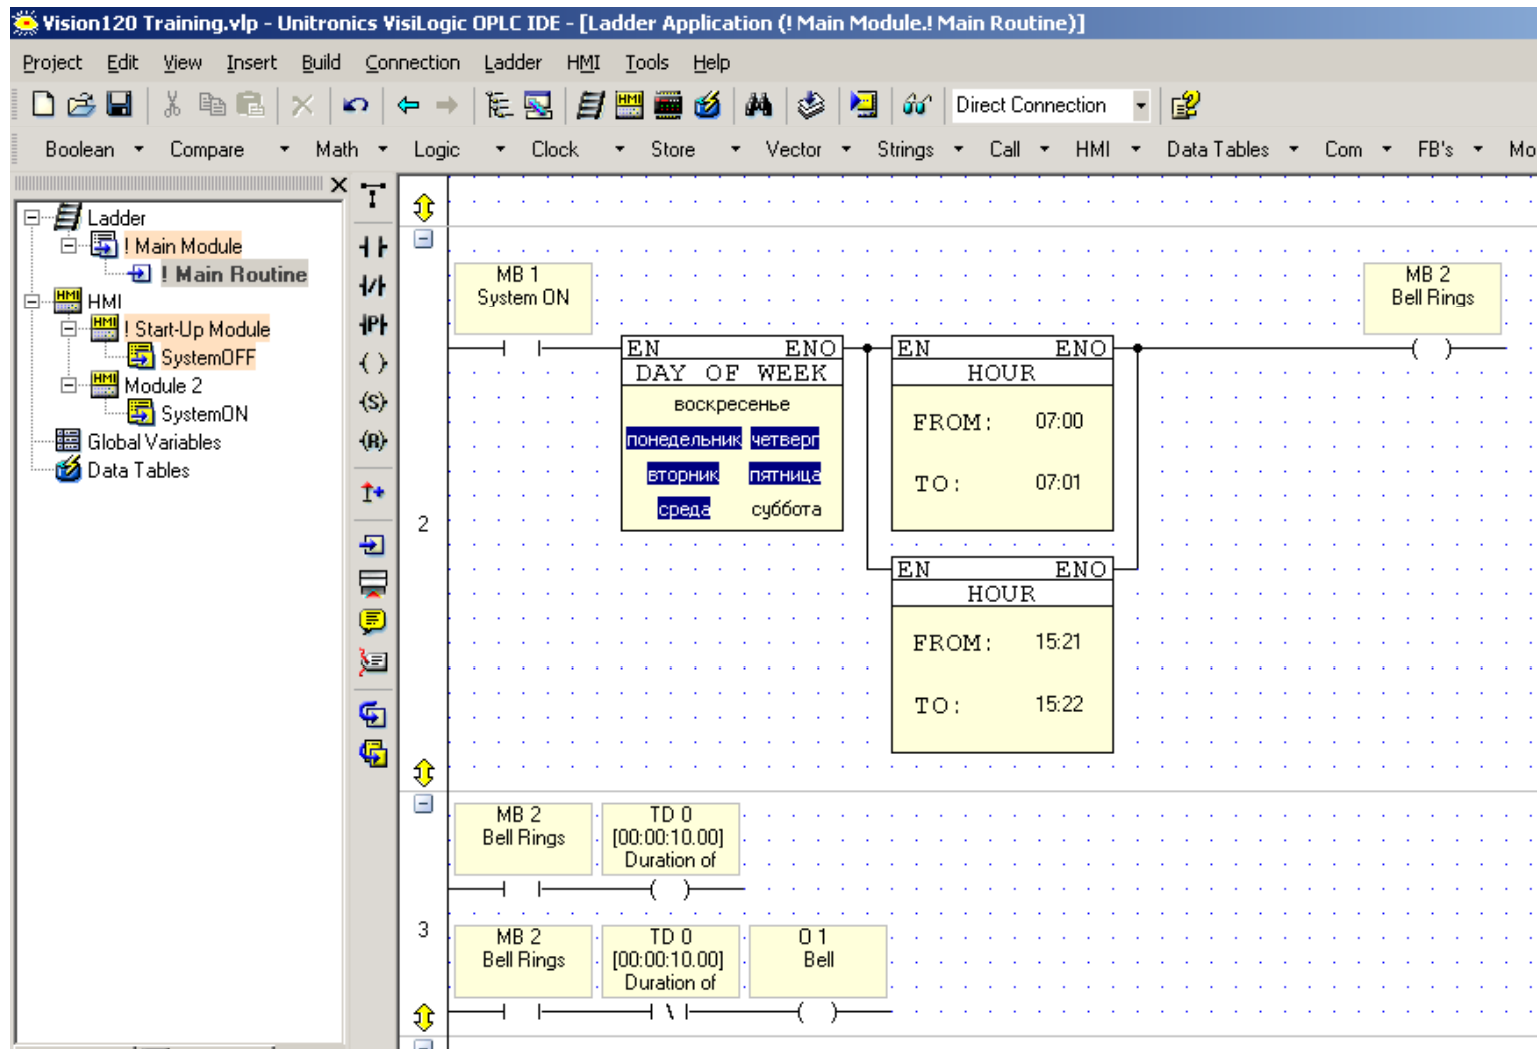 Vision120 Training.vlp - Unitronics VisiLogic OPLC IDE - [Ladder Application (! Main Module.! Main Routine)]
Project Edit View Insert Build Connection Ladder HMI Tools Help
HMI Direct Connection
Boolean Compare Math Logic Clock Store Vector Strings Call HMI Data Tables Com FB's Mo
Ladder
! Main Module
! Main Routine
HMI HMI
HMI ! Start-Up Module
SystemOFF
HMI Module 2
SystemON
Global Variables
Data Tables
P
(S)
(R)
2
MB 1
System ON
MB 2
Bell Rings
EN ENO
DAY OF WEEK
воскресенье
понедельник четверг
вторник пятница
среда суббота
EN ENO
HOUR
FROM: 07:00
TO: 07:01
EN ENO
HOUR
FROM: 15:21
TO: 15:22
3
MB 2
Bell Rings
TD 0
[00:00:10.00]
Duration of
MB 2
Bell Rings
TD 0
[00:00:10.00]
Duration of
O 1
Bell